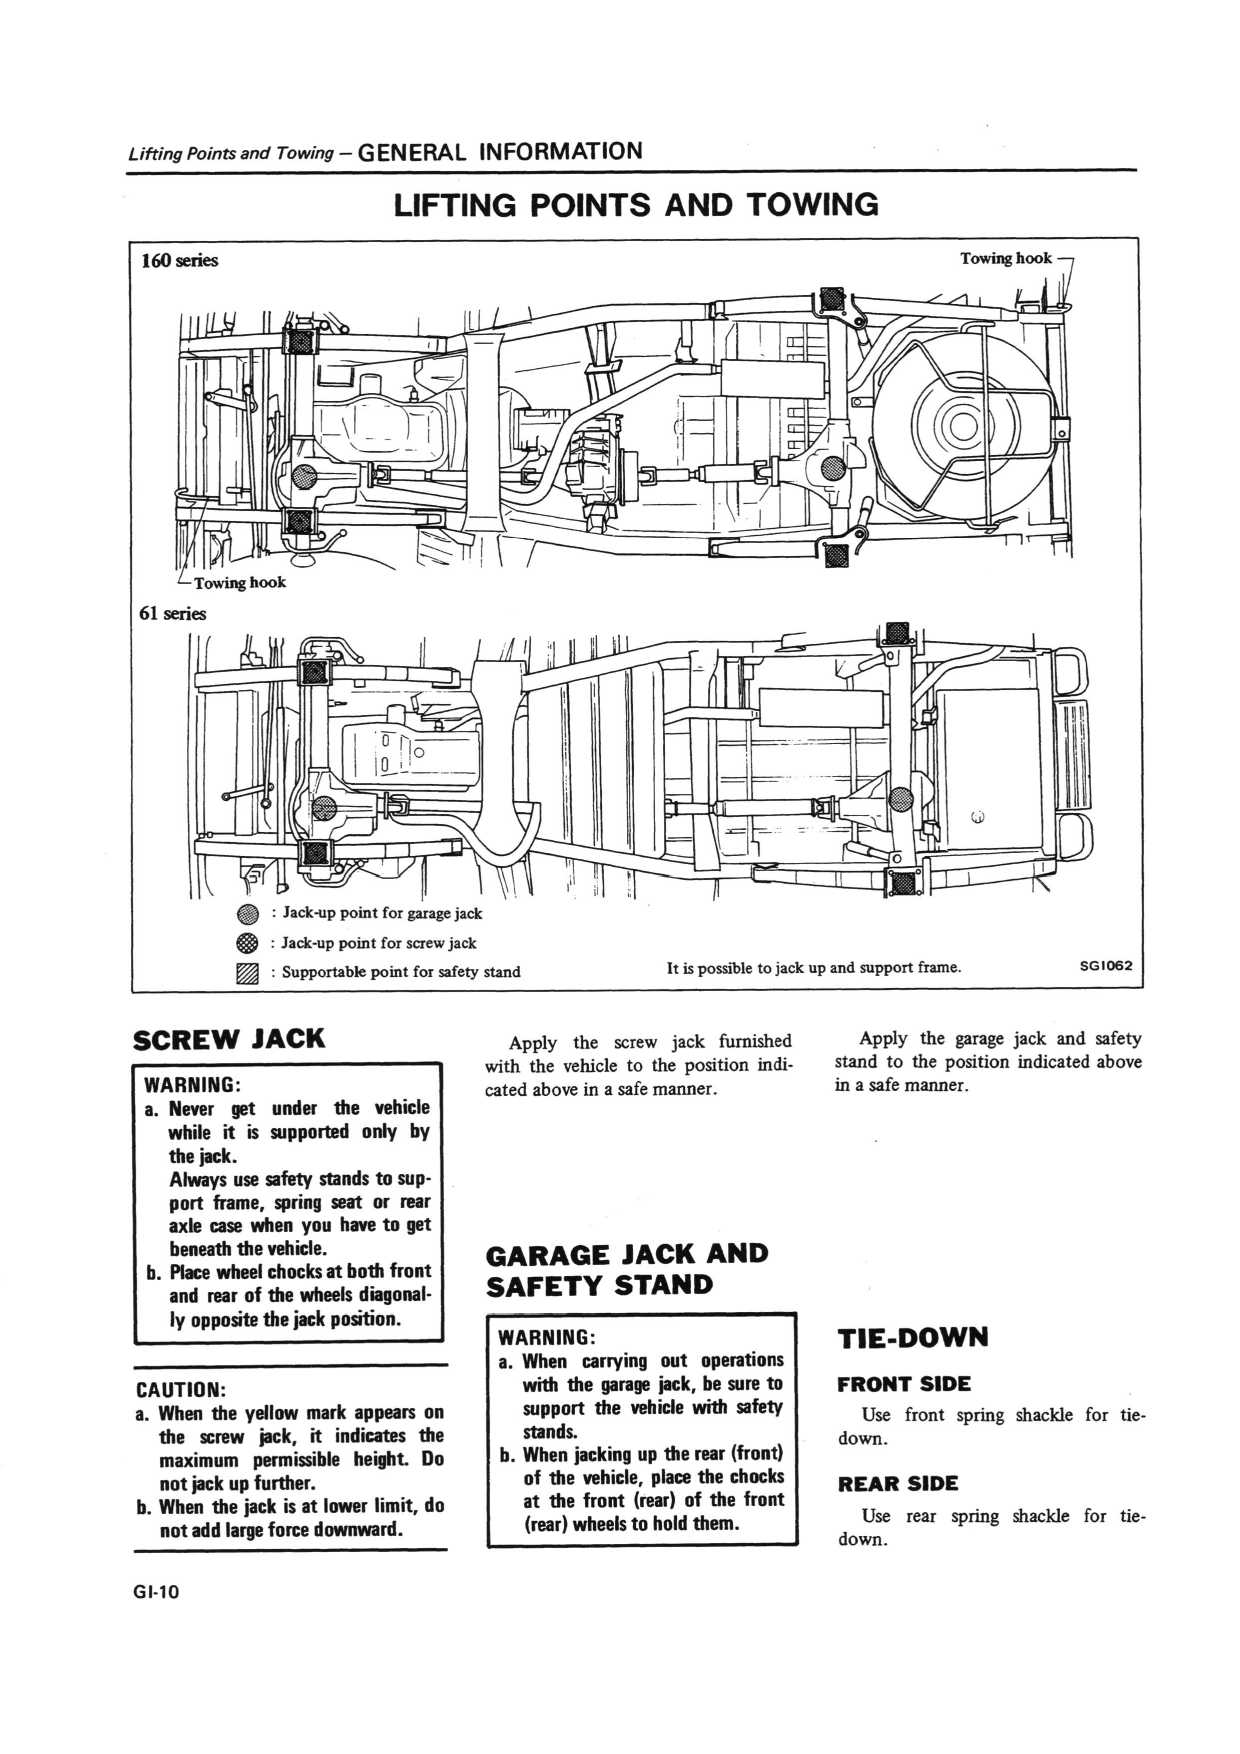 Lifting Points and Towing — GENERAL INFORMATION
LIFTING POINTS AND TOWING
160 series
Towing hook
Towing hook
61 series
: Jack-up point for garage jack
: Jack-up point for screw jack
: Supportable point for safety stand
It is possible to jack up and support frame.
SGI062
SCREW JACK
WARNING:
a. Never get under the vehicle
while it is supported only by
the jack.
Always use safety stands to sup-
port frame, spring seat or rear
axle case when you have to get
beneath the vehicle.
b. Place wheel chocks at both front
and rear of the wheels diagonal-
ly opposite the jack position.
CAUTION:
a. When the yellow mark appears on
the screw jack, it indicates the
maximum permissible height. Do
not jack up further.
b. When the jack is at lower limit, do
not add large force downward.
Apply the screw jack furnished
with the vehicle to the position indi-
cated above in a safe manner.
GARAGE JACK AND
SAFETY STAND
WARNING:
a. When carrying out operations
with the garage jack, be sure to
support the vehicle with safety
stands.
b. When jacking up the rear (front)
of the vehicle, place the chocks
at the front (rear) of the front
(rear) wheels to hold them.
Apply the garage jack and safety
stand to the position indicated above
in a safe manner.
TIE-DOWN
FRONT SIDE
Use front spring shackle for tie-
down.
REAR SIDE
Use rear spring shackle for tie-
down.
GI-10